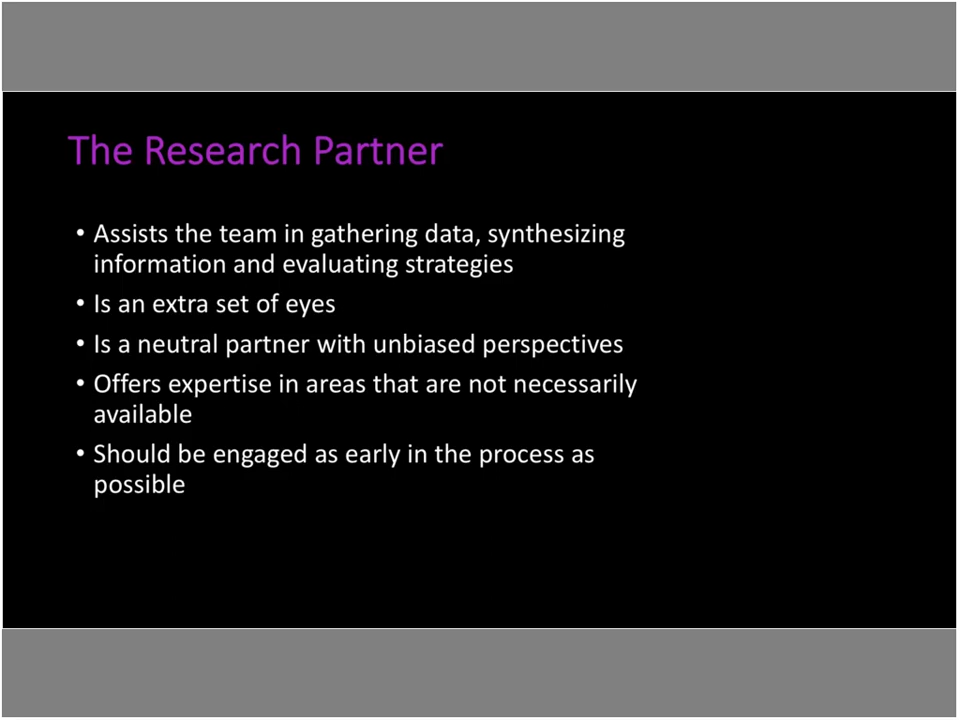 The Research Partner
• Assists the team in gathering data, synthesizing
information and evaluating strategies
• Is an extra set of eyes
• Is a neutral partner with unbiased perspectives
• Offers expertise in areas that are not necessarily
available
• Should be engaged as early in the process as
possible